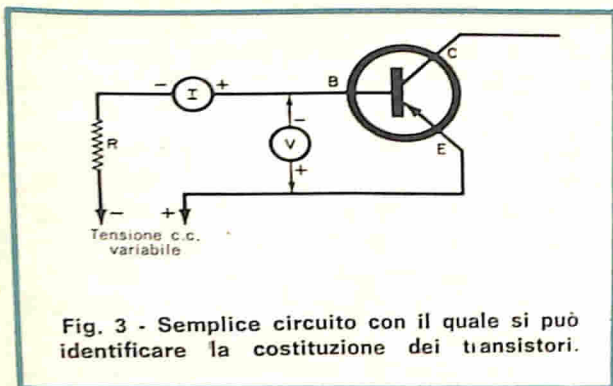 C
− I +
B
−
R
V
E
+
− +
Tensione c.c.
variabile
Fig. 3 - Semplice circuito con il quale si può
identificare la costituzione dei transistori.